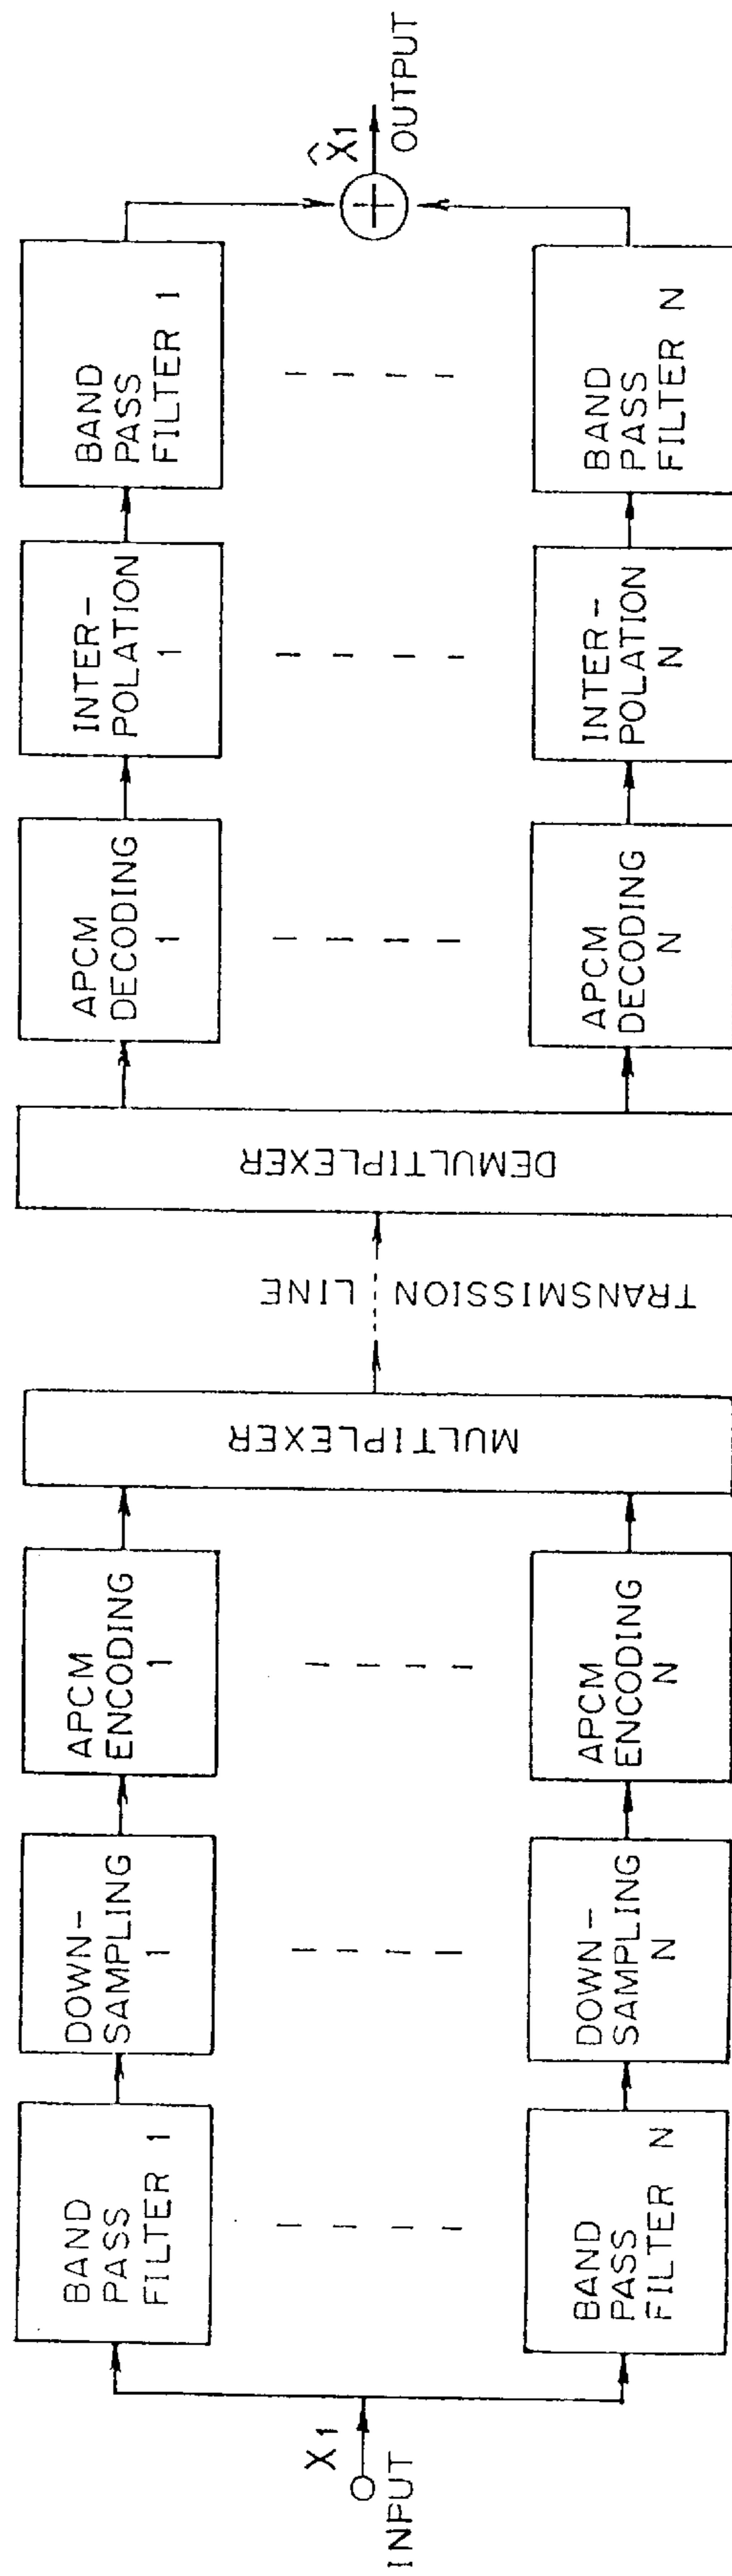 X1
INPUT
BAND
PASS
FILTER 1
BAND
PASS
FILTER N
DOWN-
SAMPLING
1
DOWN-
SAMPLING
N
APCM
ENCODING
1
APCM
ENCODING
N
MULTIPLEXER
TRANSMISSION LINE
DEMULTIPLEXER
APCM
DECODING
1
APCM
DECODING
N
INTER-
POLATION
1
INTER-
POLATION
N
BAND
PASS
FILTER 1
BAND
PASS
FILTER N
+
X̂1
OUTPUT